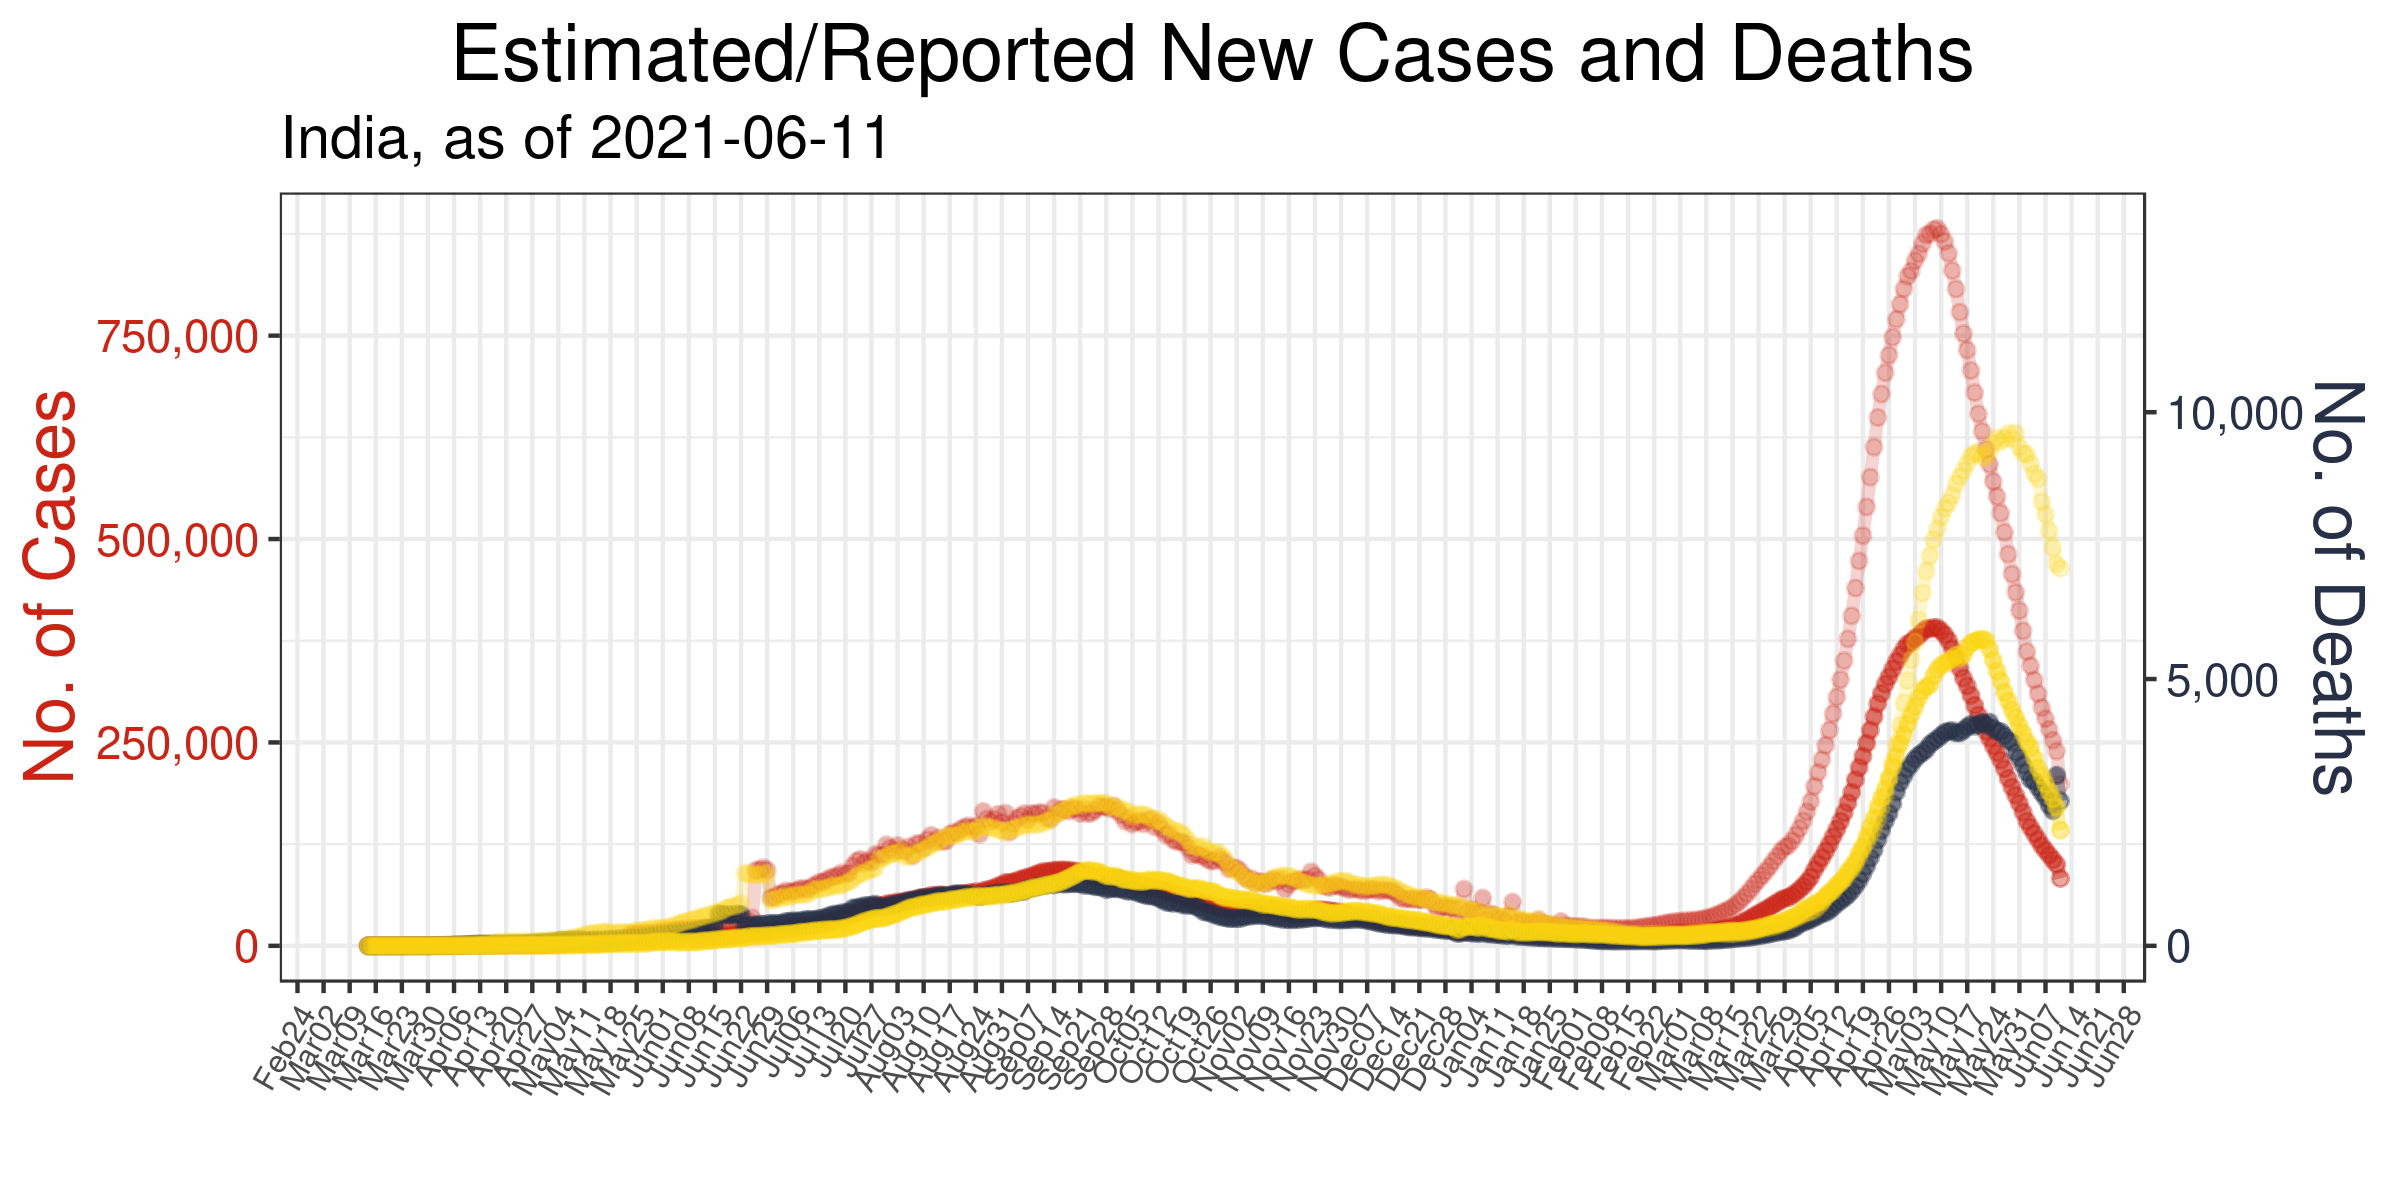 Estimated/Reported New Cases and Deaths
India, as of 2021-06-11
No. of Cases
750,000
500,000
250,000
0
10,000
5,000
0
No. of Deaths
Feb24
Mar02
Mar09
Mar16
Mar23
Mar30
Apr06
Apr13
Apr20
Apr27
May04
May11
May18
May25
Jun01
Jun08
Jun15
Jun22
Jun29
Jul06
Jul13
Jul20
Jul27
Aug03
Aug10
Aug17
Aug24
Aug31
Sep07
Sep14
Sep21
Sep28
Oct05
Oct12
Oct19
Oct26
Nov02
Nov09
Nov16
Nov23
Nov30
Dec07
Dec14
Dec21
Dec28
Jan04
Jan11
Jan18
Jan25
Feb01
Feb08
Feb15
Feb22
Mar01
Mar08
Mar15
Mar22
Mar29
Apr05
Apr12
Apr19
Apr26
May03
May10
May17
May24
May31
Jun07
Jun14
Jun21
Jun28